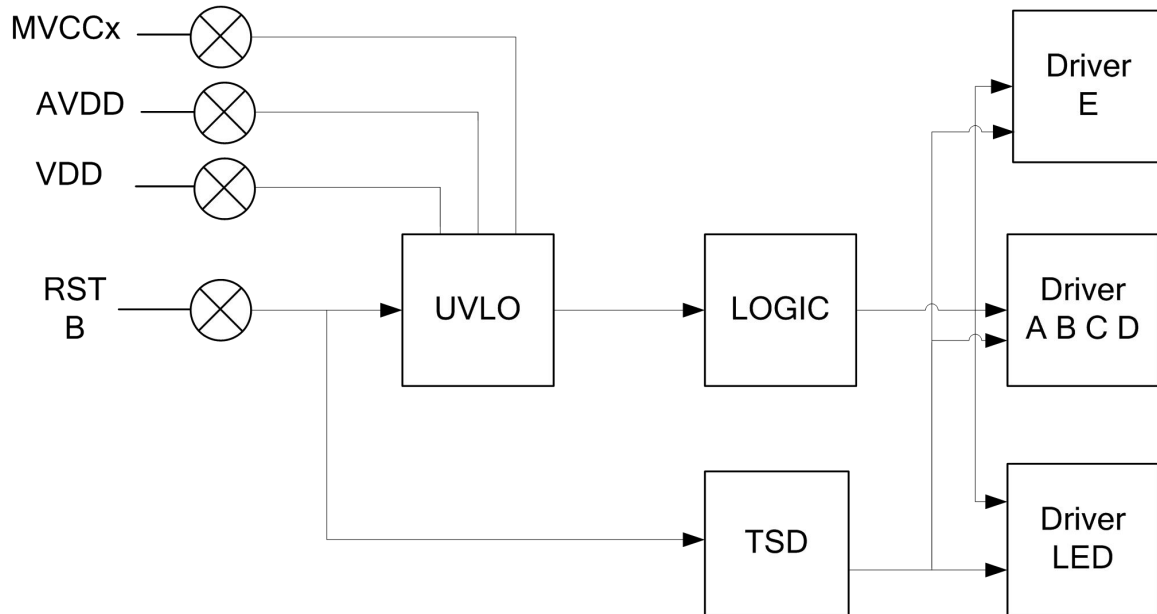 MVCCx
AVDD
VDD
RST
B
UVLO
LOGIC
TSD
Driver
E
Driver
A B C D
Driver
LED